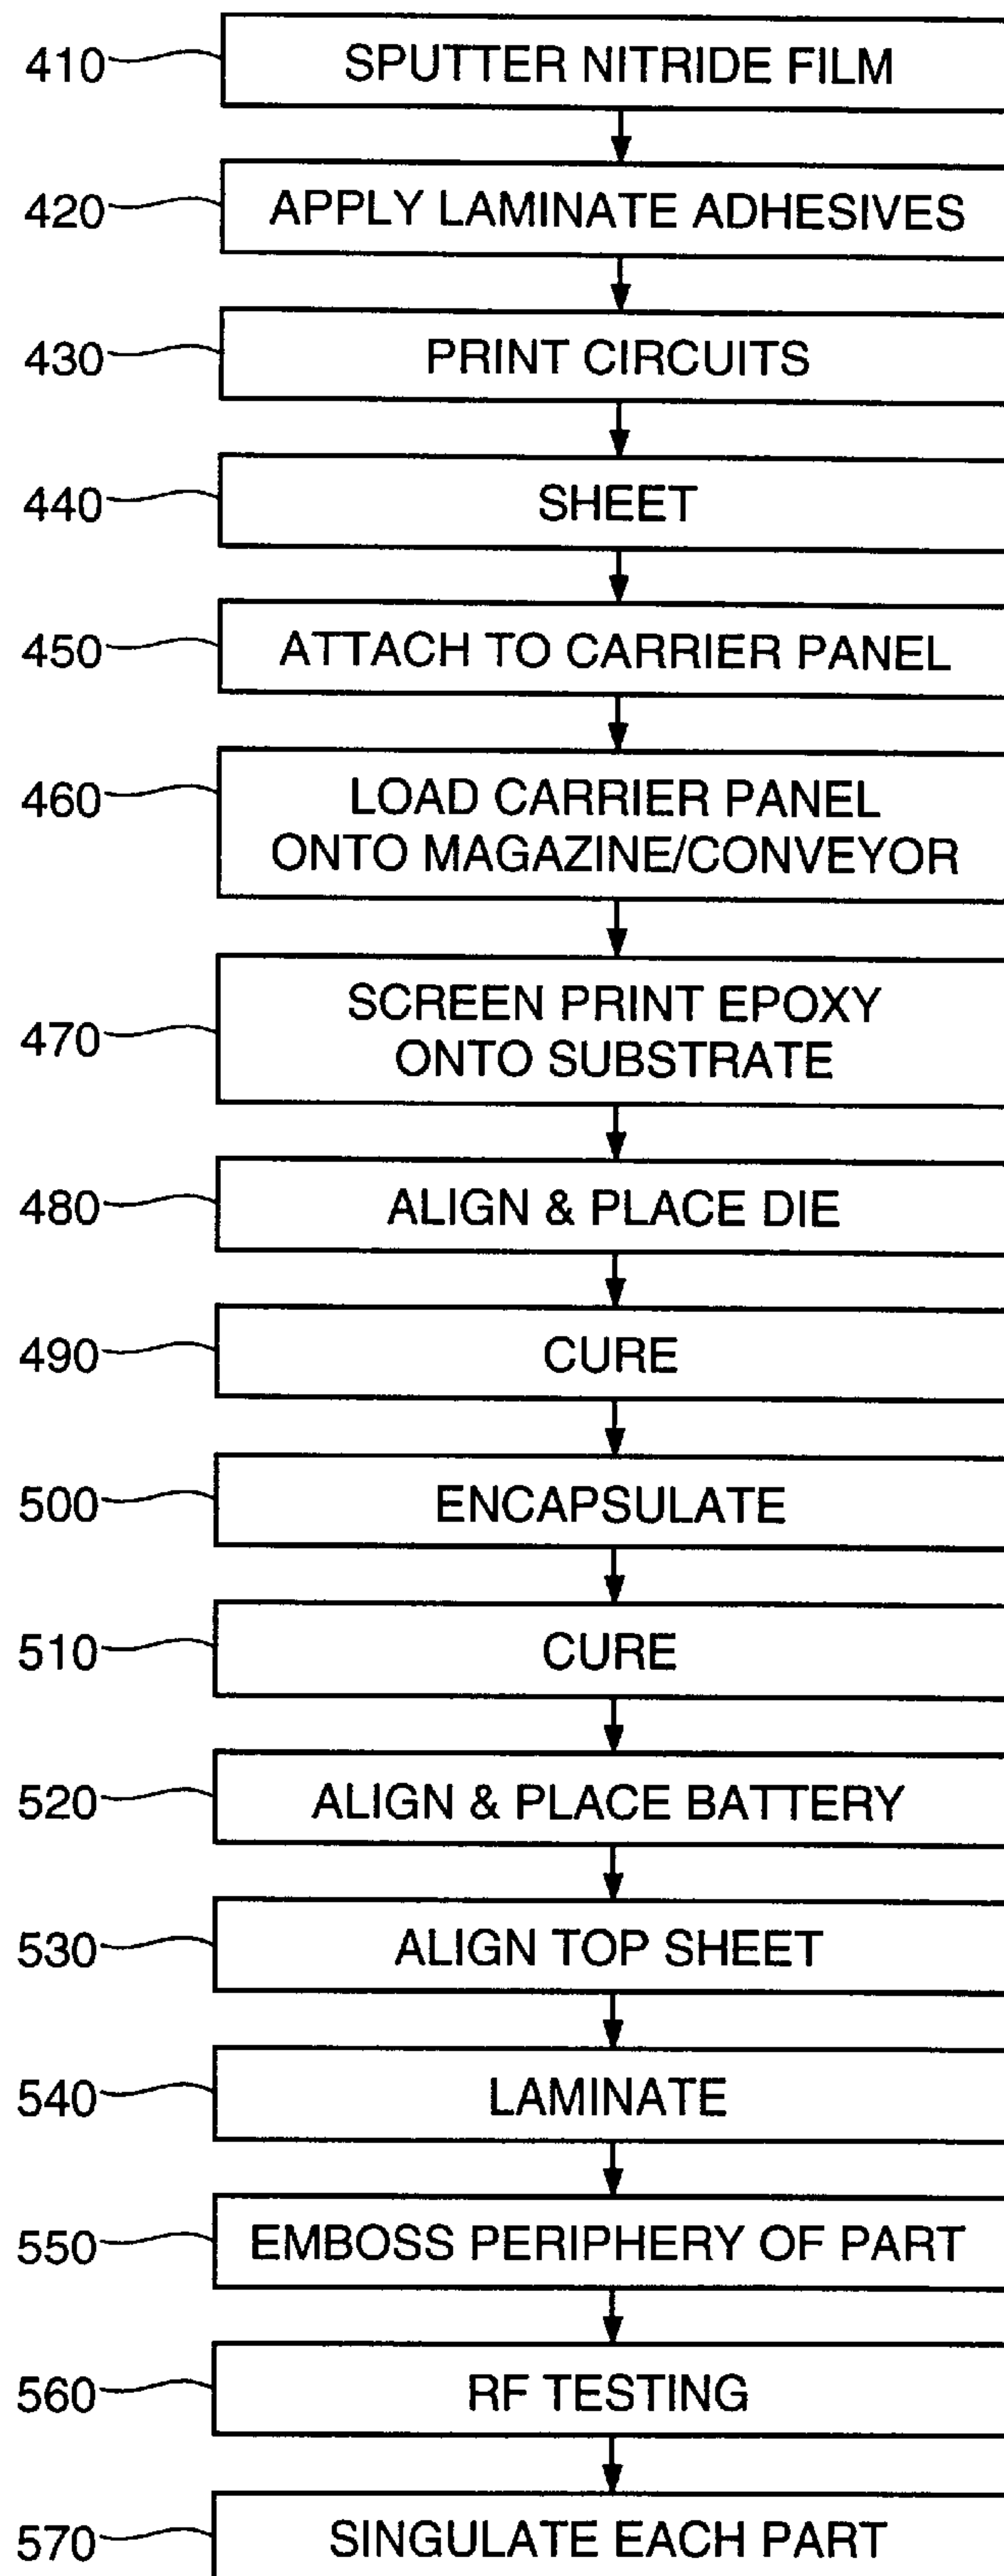 410 SPUTTER NITRIDE FILM
420 APPLY LAMINATE ADHESIVES
430 PRINT CIRCUITS
440 SHEET
450 ATTACH TO CARRIER PANEL
460 LOAD CARRIER PANEL
ONTO MAGAZINE/CONVEYOR
SCREEN PRINT EPOXY
470 ONTO SUBSTRATE
480 ALIGN & PLACE DIE
490 CURE
500 ENCAPSULATE
510 CURE
520 ALIGN & PLACE BATTERY
530 ALIGN TOP SHEET
540 LAMINATE
550 EMBOSS PERIPHERY OF PART
560 RF TESTING
570 SINGULATE EACH PART